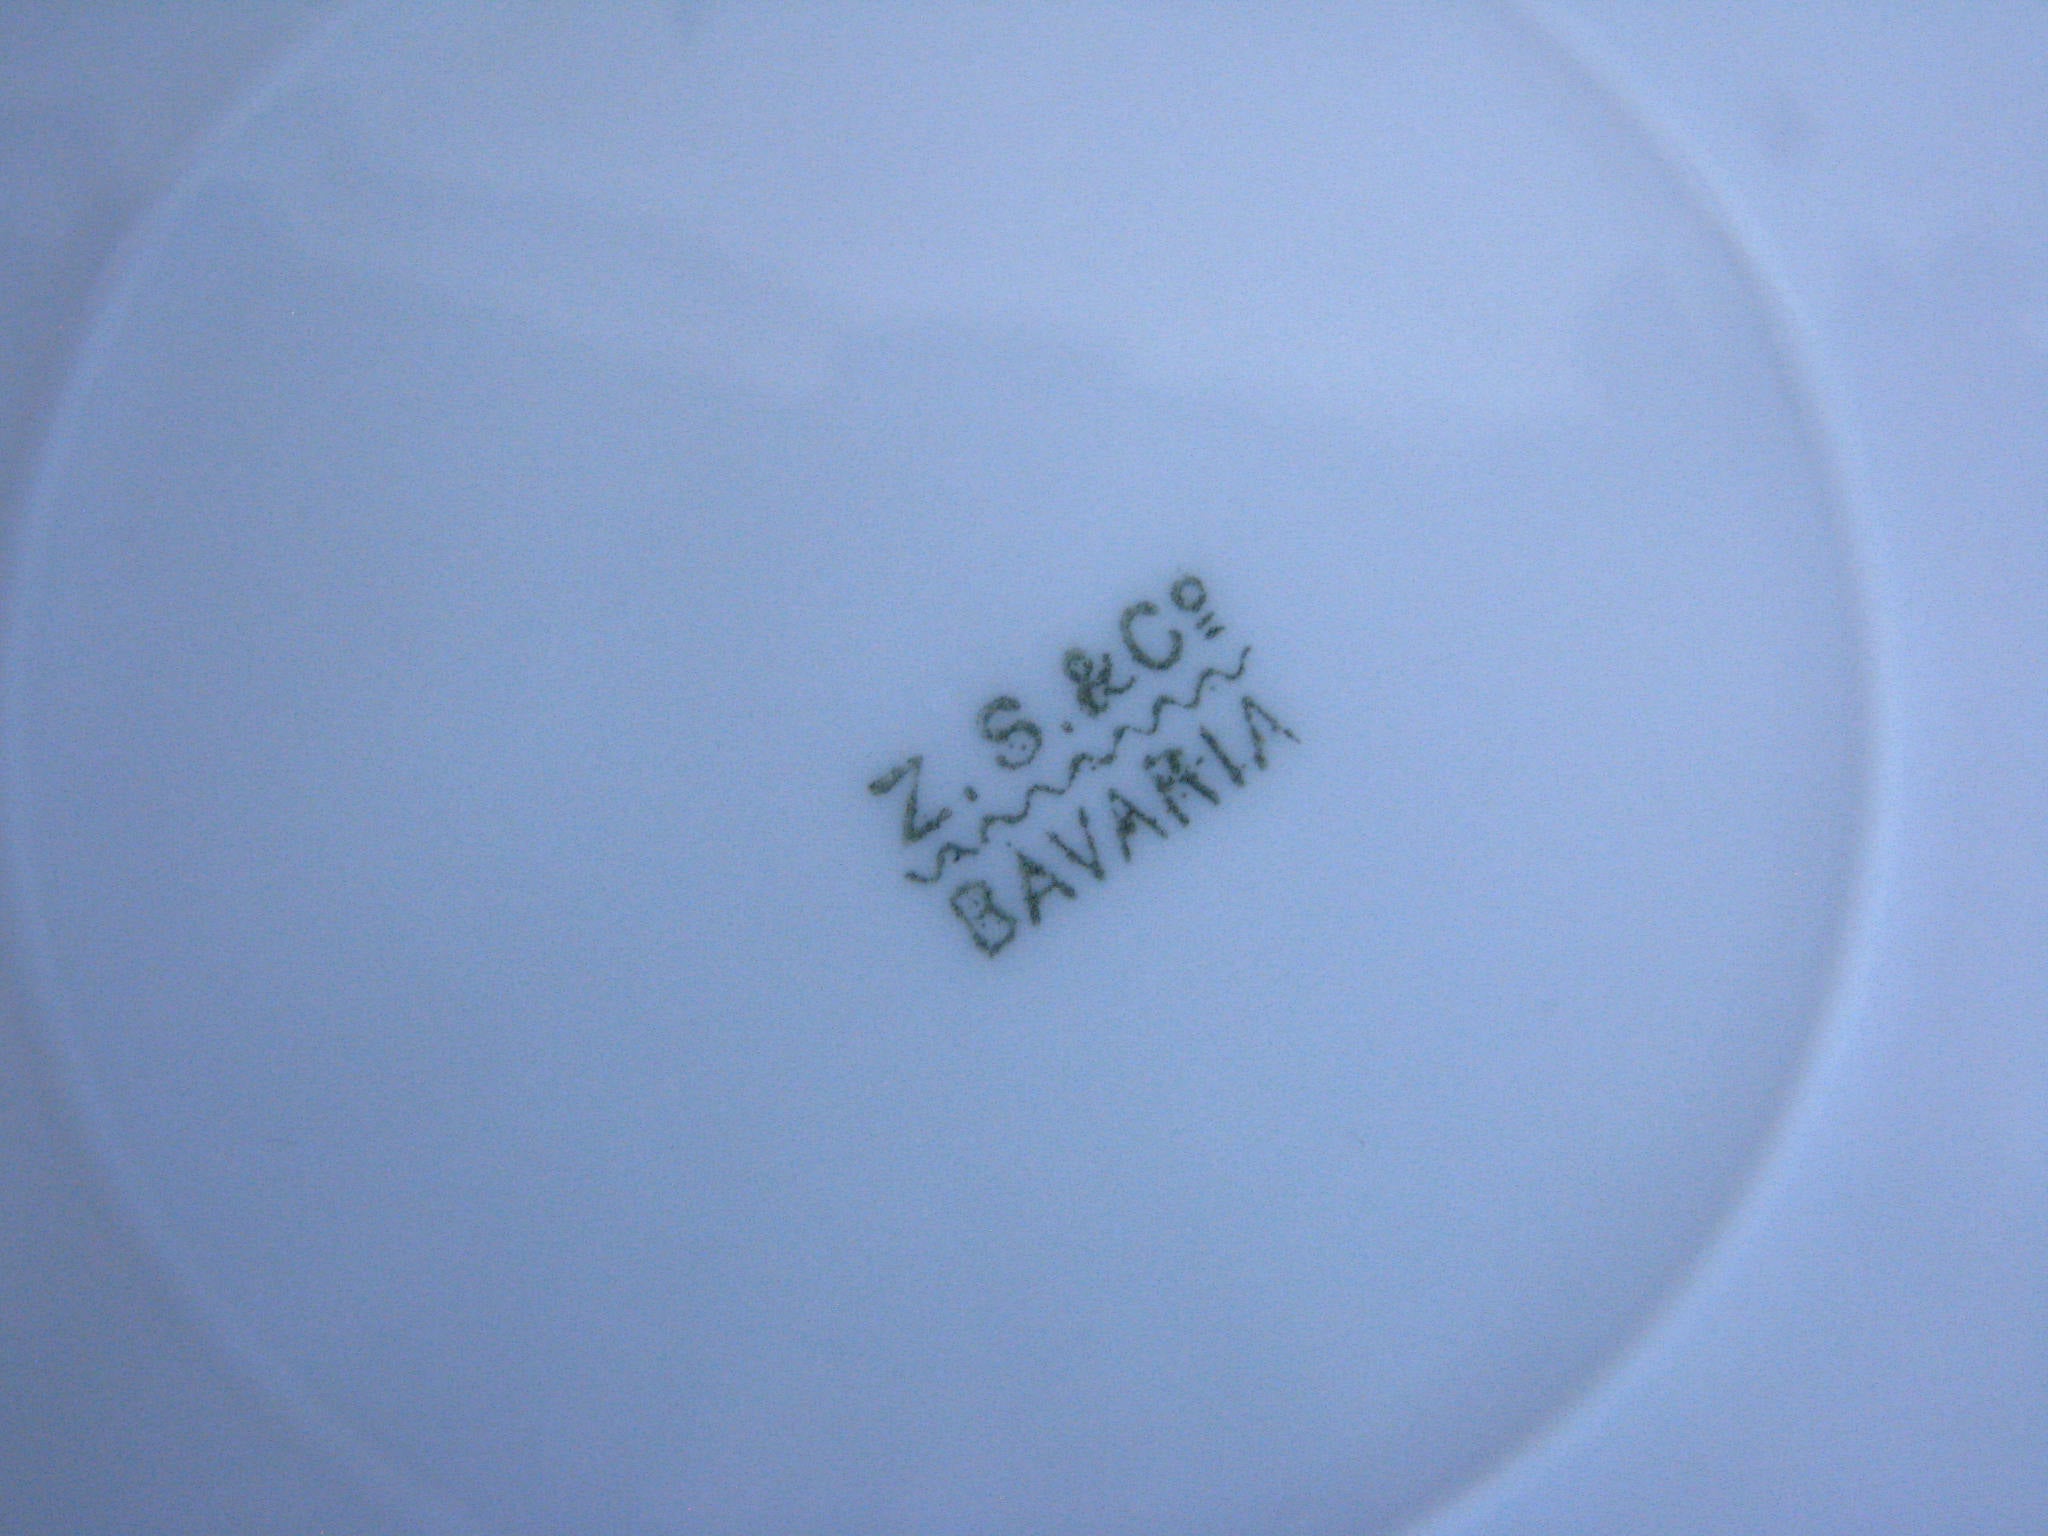 Z. S. & Cº
BAVARIA